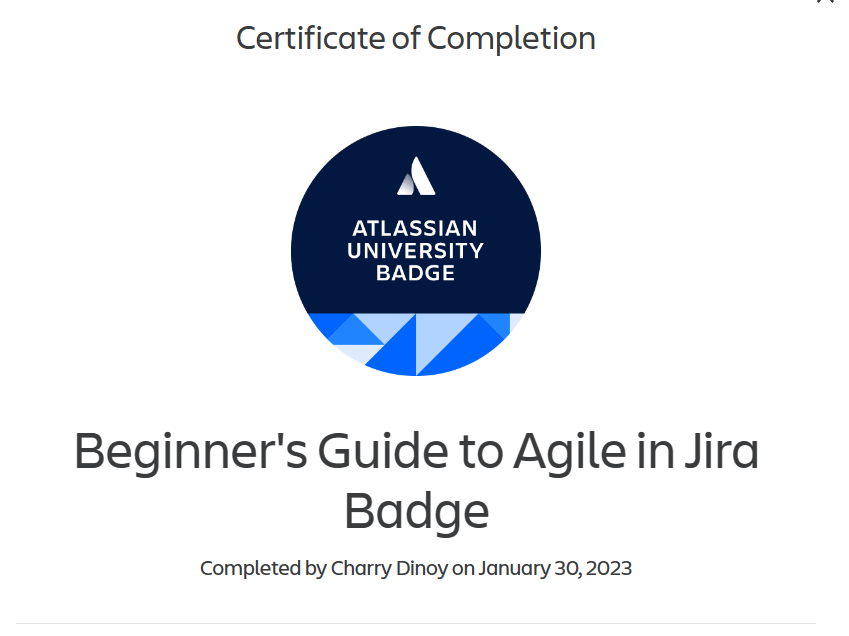 Certificate of Completion
ATLASSIAN
UNIVERSITY
BADGE
Beginner's Guide to Agile in Jira
Badge
Completed by Charry Dinoy on January 30, 2023